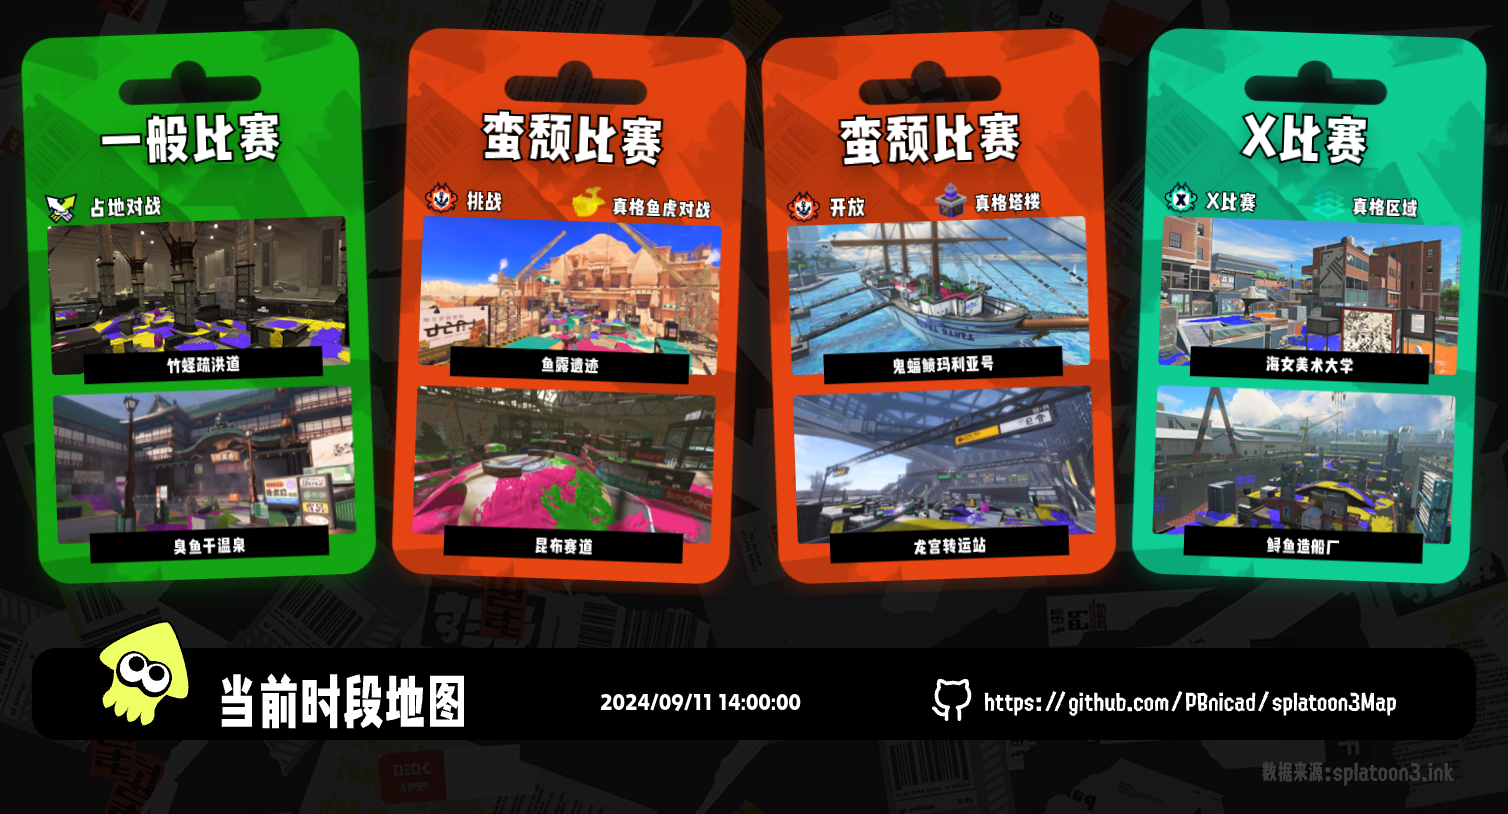 一般比赛
占地对战
竹蛏疏洪道
臭鱼干温泉
蛮颓比赛
挑战
真格鱼虎对战
鱼露遗迹
昆布赛道
蛮颓比赛
开放
真格塔楼
鬼蝠鲼玛利亚号
龙宫转运站
X比赛
X比赛
真格区域
海女美术大学
鲟鱼造船厂
当前时段地图
2024/09/11 14:00:00
https://github.com/PBnicad/splatoon3Map
数据来源:splatoon3.ink